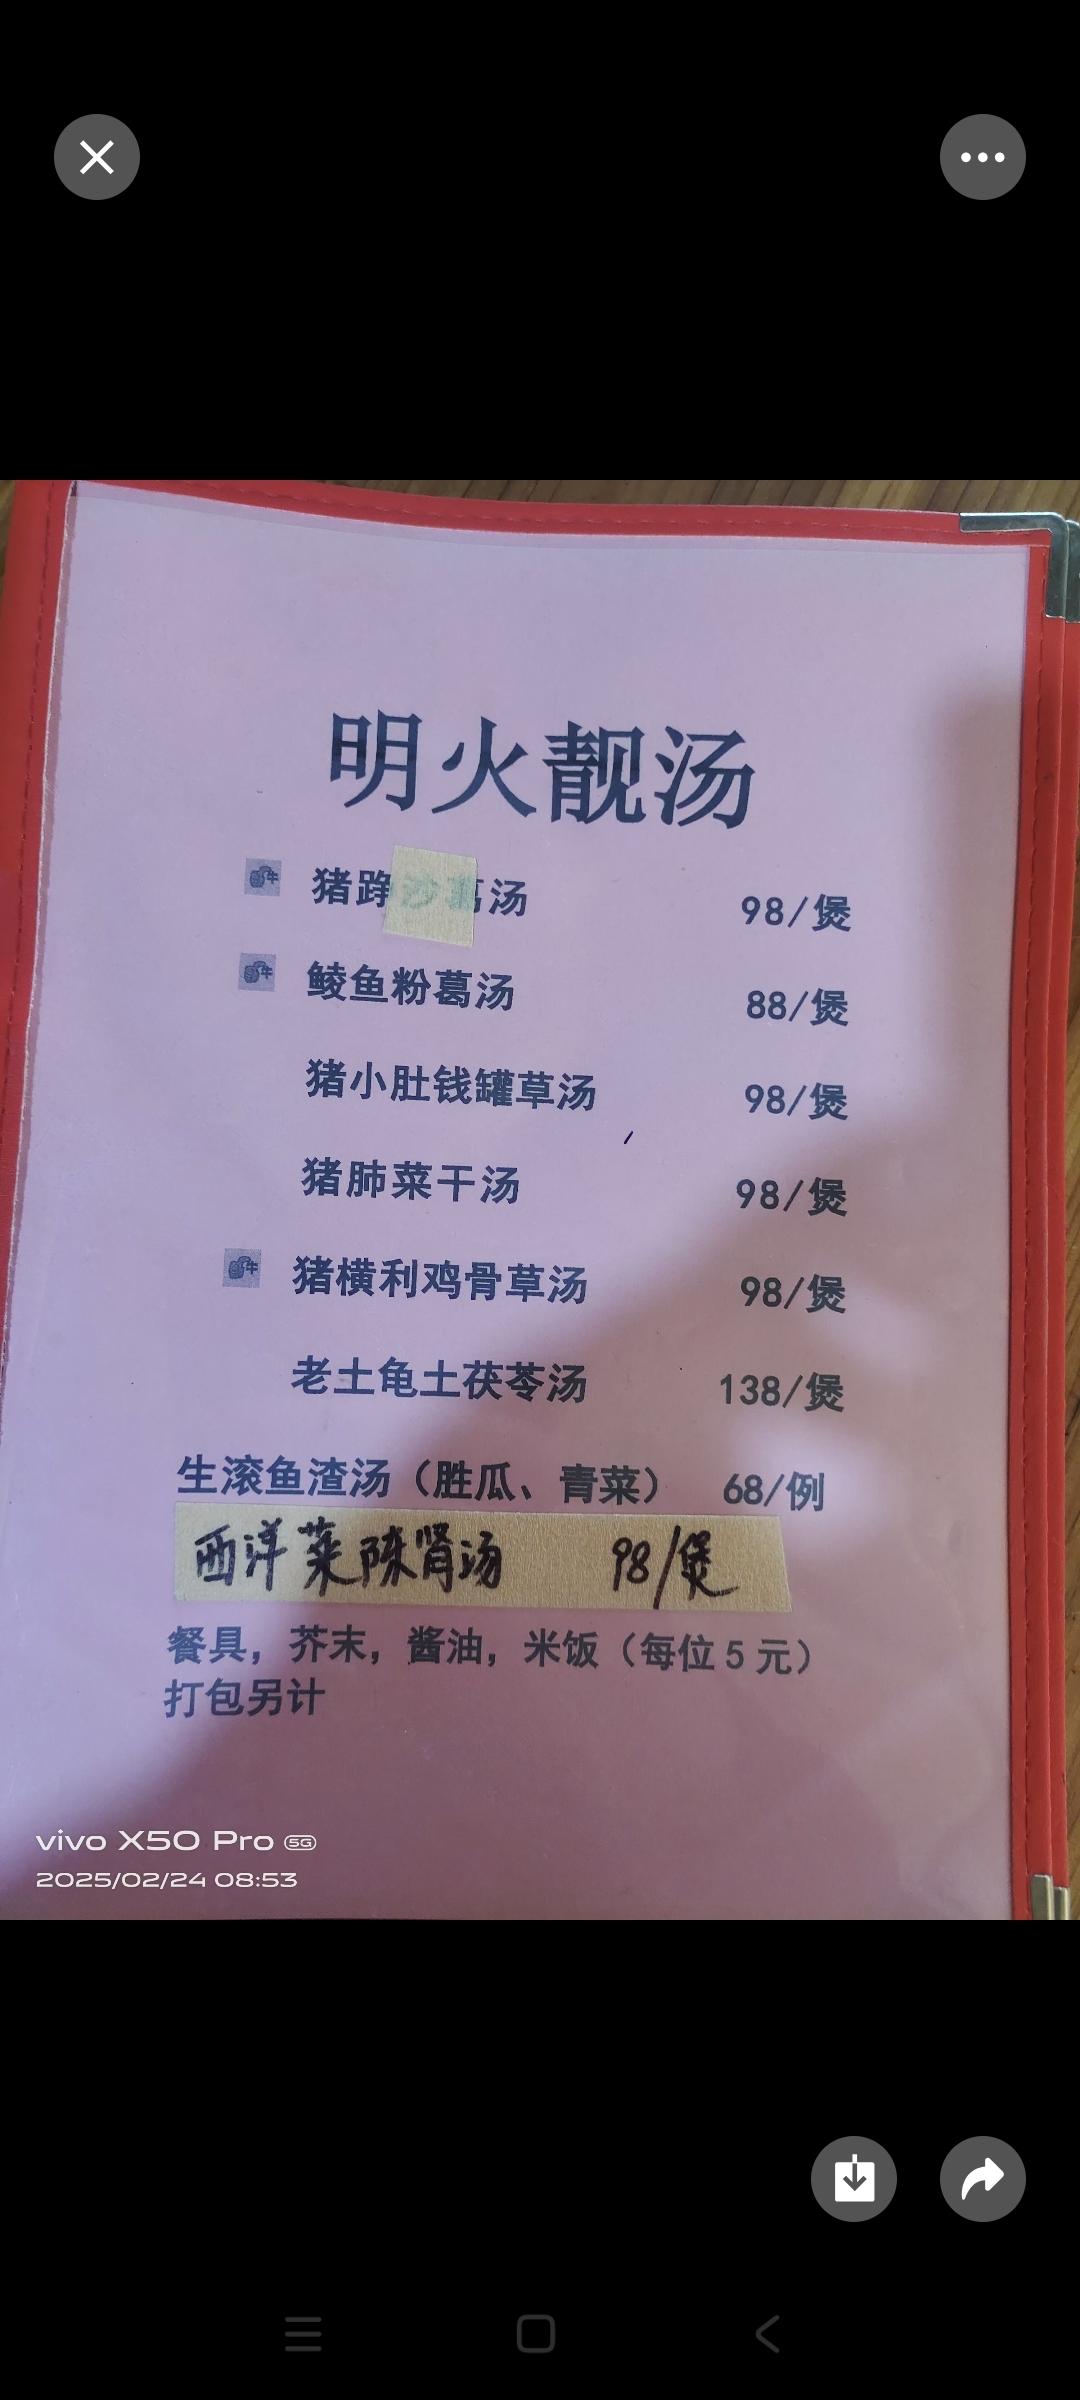 明火靓汤
猪踭 葛汤 98/煲
鲮鱼粉葛汤 88/煲
猪小肚钱罐草汤 98/煲
猪肺菜干汤 98/煲
猪横利鸡骨草汤 98/煲
老土龟土茯苓汤 138/煲
生滚鱼渣汤（胜瓜、青菜） 68/例
西洋菜陈肾汤 98/煲
餐具，芥末，酱油，米饭（每位5元）
打包另计
vivo X50 Pro 5G
2025/02/24 08:53